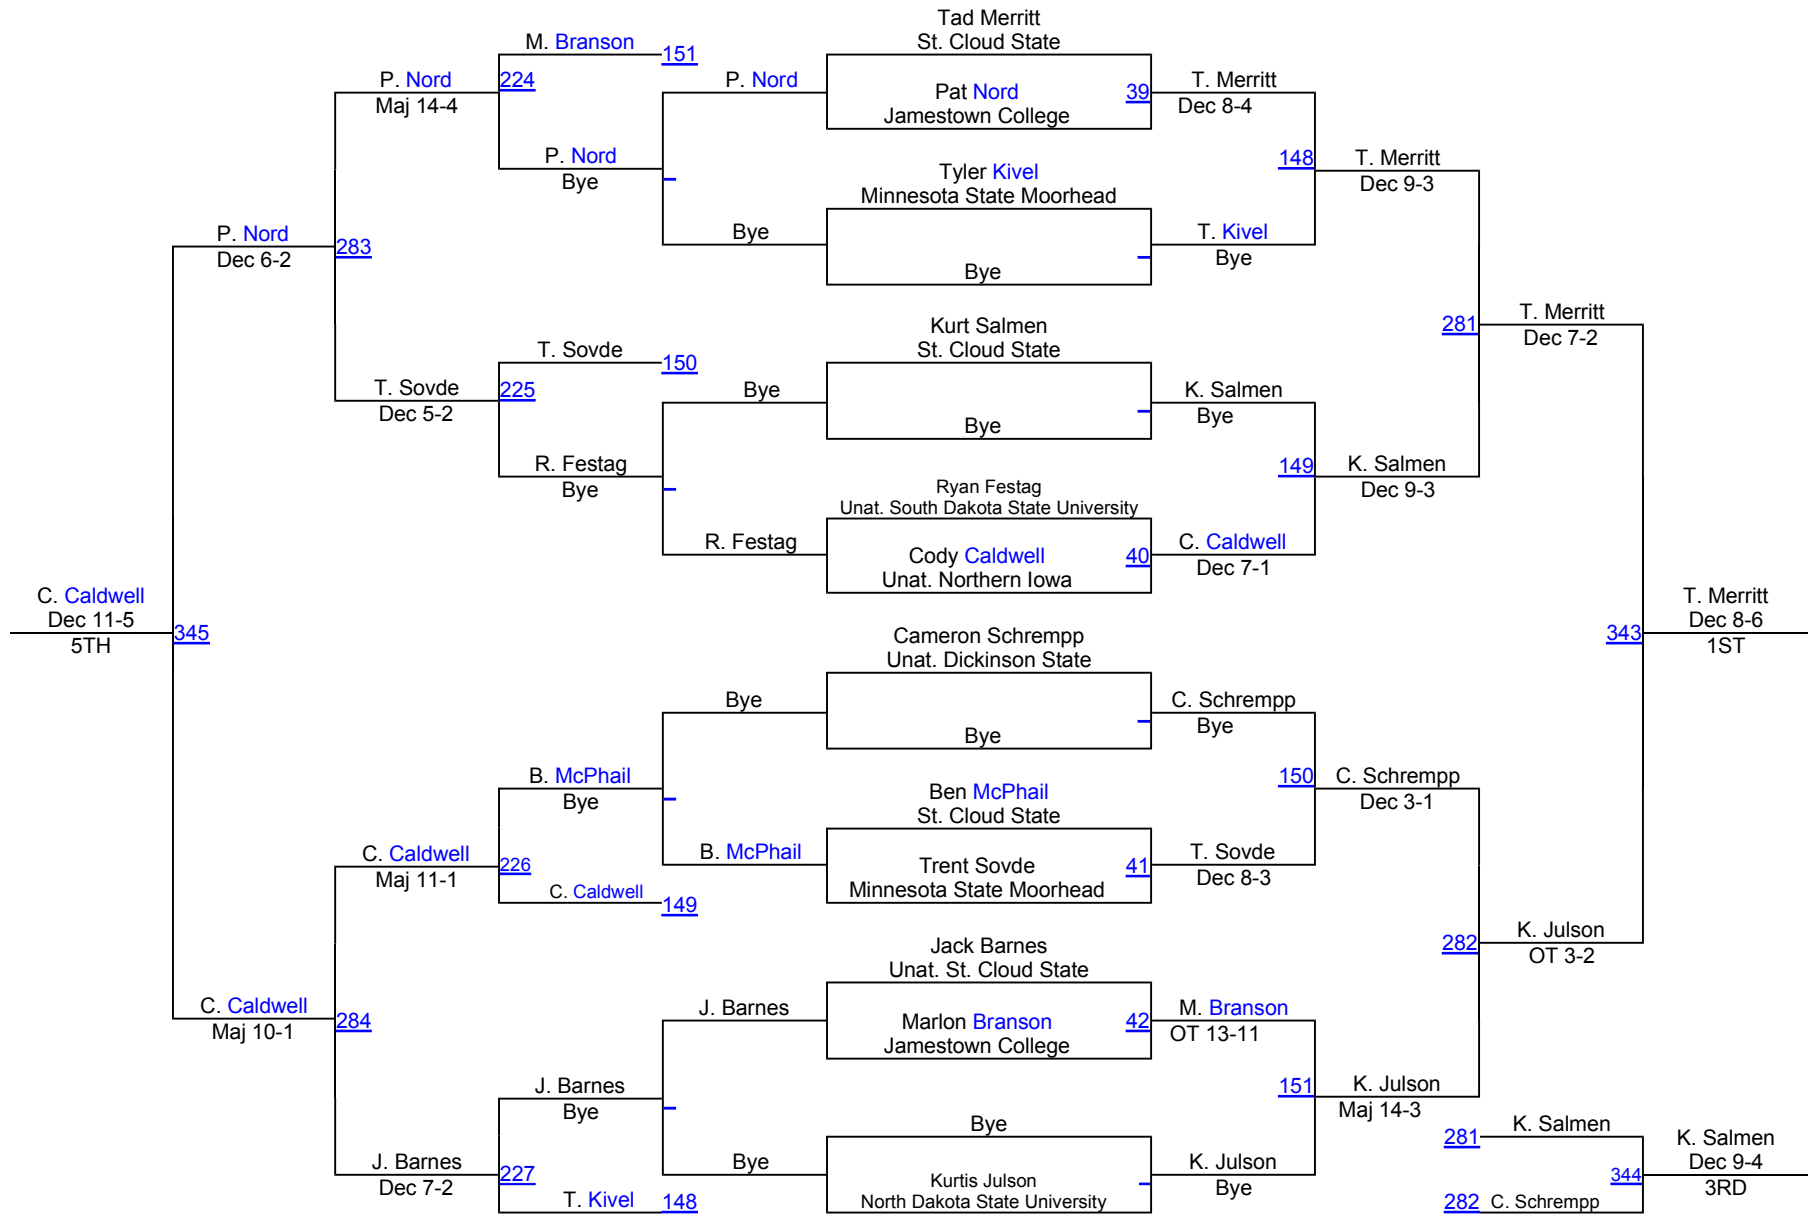 Tad Merritt
St. Cloud State
M. Branson
151
P. Nord
224
Maj 14-4
P. Nord
Pat Nord
39
Jamestown College
T. Merritt
Dec 8-4
P. Nord
Bye
Tyler Kivel
Minnesota State Moorhead
148
T. Merritt
Dec 9-3
P. Nord
283
Dec 6-2
Bye
Bye
T. Kivel
Bye
Kurt Salmen
St. Cloud State
281
T. Merritt
Dec 7-2
T. Sovde
150
T. Sovde
225
Dec 5-2
Bye
Bye
K. Salmen
Bye
R. Festag
Bye
Ryan Festag
Unat. South Dakota State University
149
K. Salmen
Dec 9-3
R. Festag
Cody Caldwell
40
Unat. Northern Iowa
C. Caldwell
Dec 7-1
C. Caldwell
Dec 11-5
345
5TH
343
T. Merritt
Dec 8-6
1ST
Cameron Schrempp
Unat. Dickinson State
Bye
Bye
C. Schrempp
Bye
B. McPhail
Bye
Ben McPhail
St. Cloud State
150
C. Schrempp
Dec 3-1
C. Caldwell
226
Maj 11-1
B. McPhail
Trent Sovde
41
Minnesota State Moorhead
T. Sovde
Dec 8-3
C. Caldwell
149
Jack Barnes
Unat. St. Cloud State
282
K. Julson
OT 3-2
C. Caldwell
284
Maj 10-1
J. Barnes
Marlon Branson
42
Jamestown College
M. Branson
OT 13-11
J. Barnes
Bye
151
K. Julson
Maj 14-3
Bye
J. Barnes
227
Dec 7-2
Bye
Kurtis Julson
North Dakota State University
K. Julson
Bye
T. Kivel
148
281
K. Salmen
344
K. Salmen
Dec 9-4
3RD
282
C. Schrempp